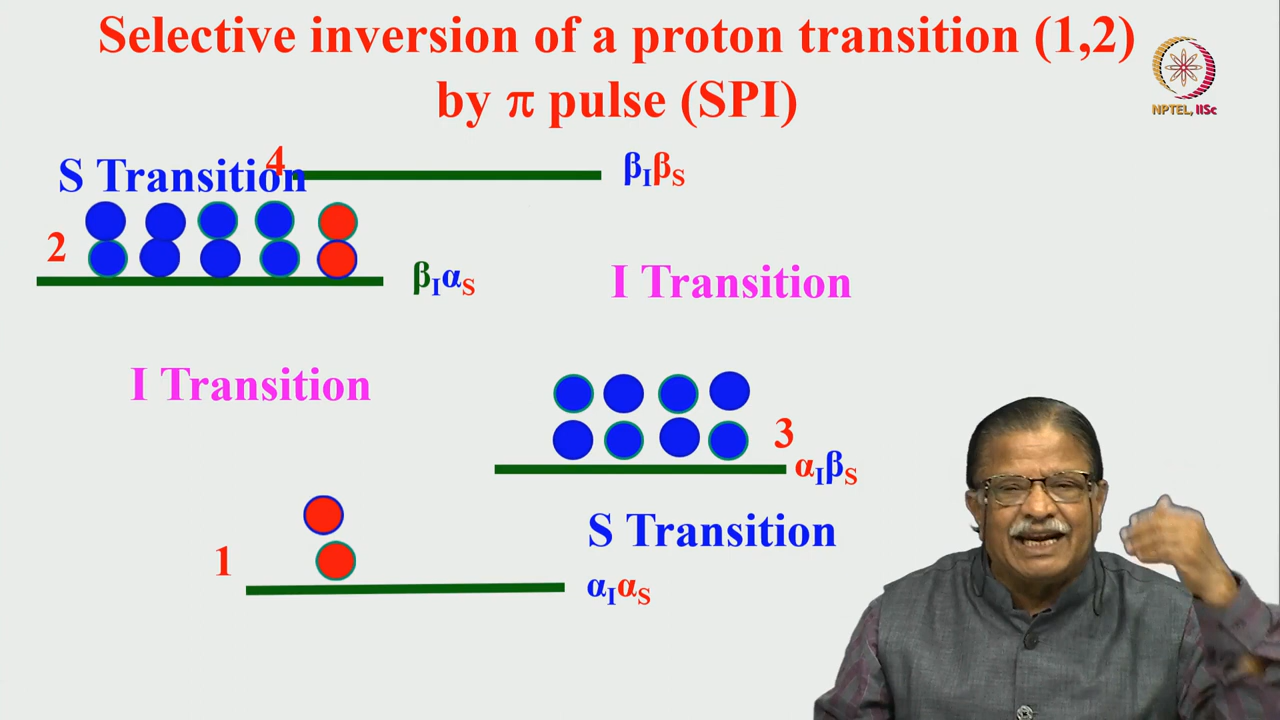 Selective inversion of a proton transition (1,2)
by π pulse (SPI)
NPTEL, IISc
S Transition
4
βIβS
2
βIαS
I Transition
I Transition
3
αIβS
1
S Transition
αIαS